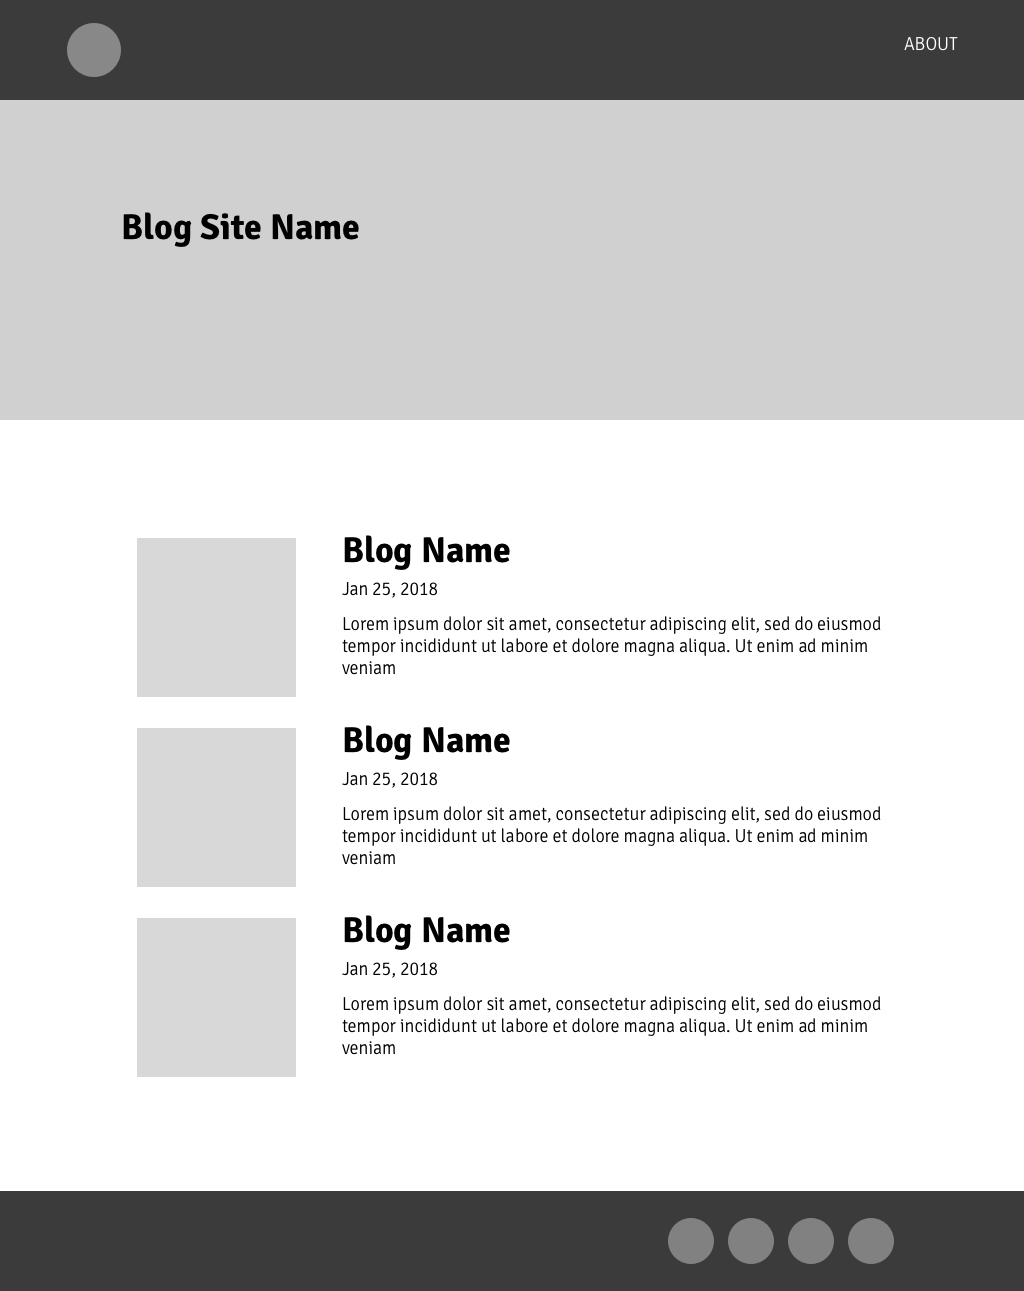 ABOUT
Blog Site Name
Blog Name
Jan 25, 2018
Lorem ipsum dolor sit amet, consectetur adipiscing elit, sed do eiusmod
tempor incididunt ut labore et dolore magna aliqua. Ut enim ad minim
veniam
Blog Name
Jan 25, 2018
Lorem ipsum dolor sit amet, consectetur adipiscing elit, sed do eiusmod
tempor incididunt ut labore et dolore magna aliqua. Ut enim ad minim
veniam
Blog Name
Jan 25, 2018
Lorem ipsum dolor sit amet, consectetur adipiscing elit, sed do eiusmod
tempor incididunt ut labore et dolore magna aliqua. Ut enim ad minim
veniam